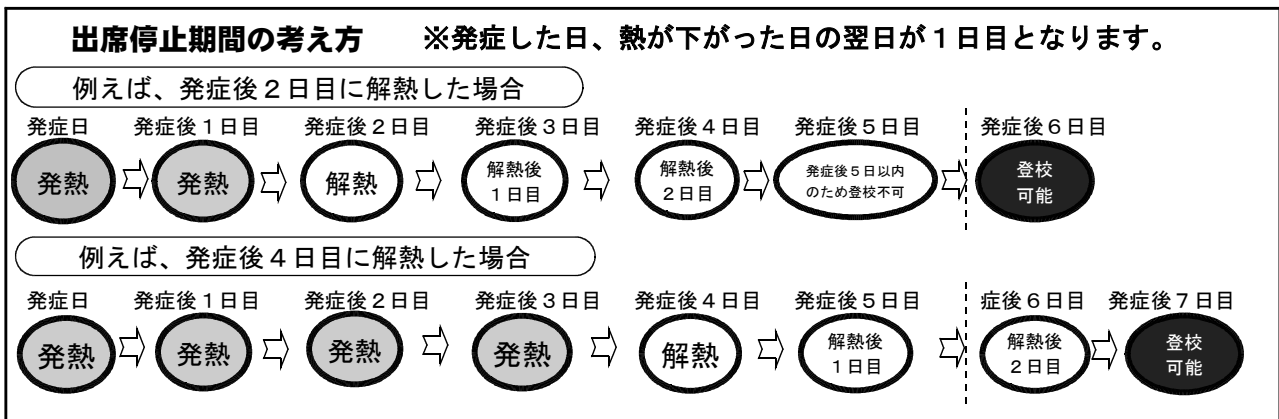 出席停止期間の考え方 ※発症した日、熱が下がった日の翌日が１日目となります。
例えば、発症後２日目に解熱した場合
発症日 発症後１日目 発症後２日目 発症後３日目 発症後４日目 発症後５日目 発症後６日目
発熱 発熱 解熱 解熱後１日目 解熱後２日目 発症後５日以内のため登校不可 登校可能
例えば、発症後４日目に解熱した場合
発症日 発症後１日目 発症後２日目 発症後３日目 発症後４日目 発症後５日目 症後６日目 発症後７日目
発熱 発熱 発熱 発熱 解熱 解熱後１日目 解熱後２日目 登校可能